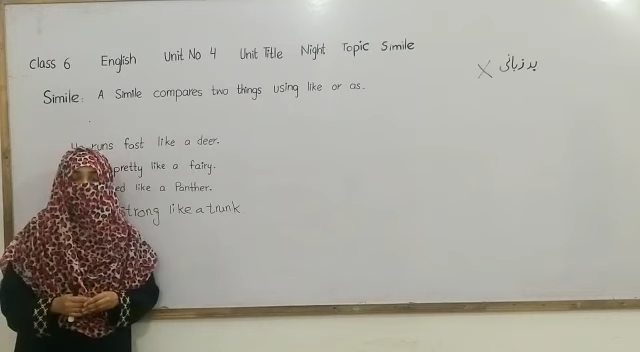 Class 6 English Unit No 4 Unit Title Night Topic Simile
Simile: A Simile compares two things using like or as.
runs fast like a deer.
pretty like a fairy.
like a Panther.
strong like a trunk
بدزبانی X